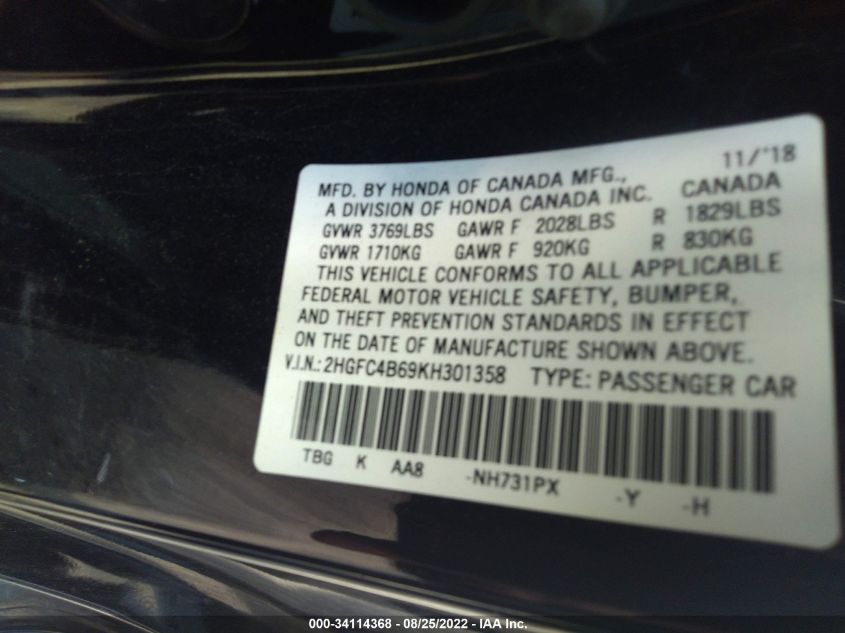 11/'18
MFD. BY HONDA OF CANADA MFG.,
A DIVISION OF HONDA CANADA INC. CANADA
GVWR 3769LBS GAWR F 2028LBS R 1829LBS
GVWR 1710KG GAWR F 920KG R 830KG
THIS VEHICLE CONFORMS TO ALL APPLICABLE
FEDERAL MOTOR VEHICLE SAFETY, BUMPER,
AND THEFT PREVENTION STANDARDS IN EFFECT
ON THE DATE OF MANUFACTURE SHOWN ABOVE.
V.I.N.: 2HGFC4B69KH301358 TYPE: PASSENGER CAR
TBG K AA8 -NH731PX -Y -H
000-34114368 - 08/25/2022 - IAA Inc.